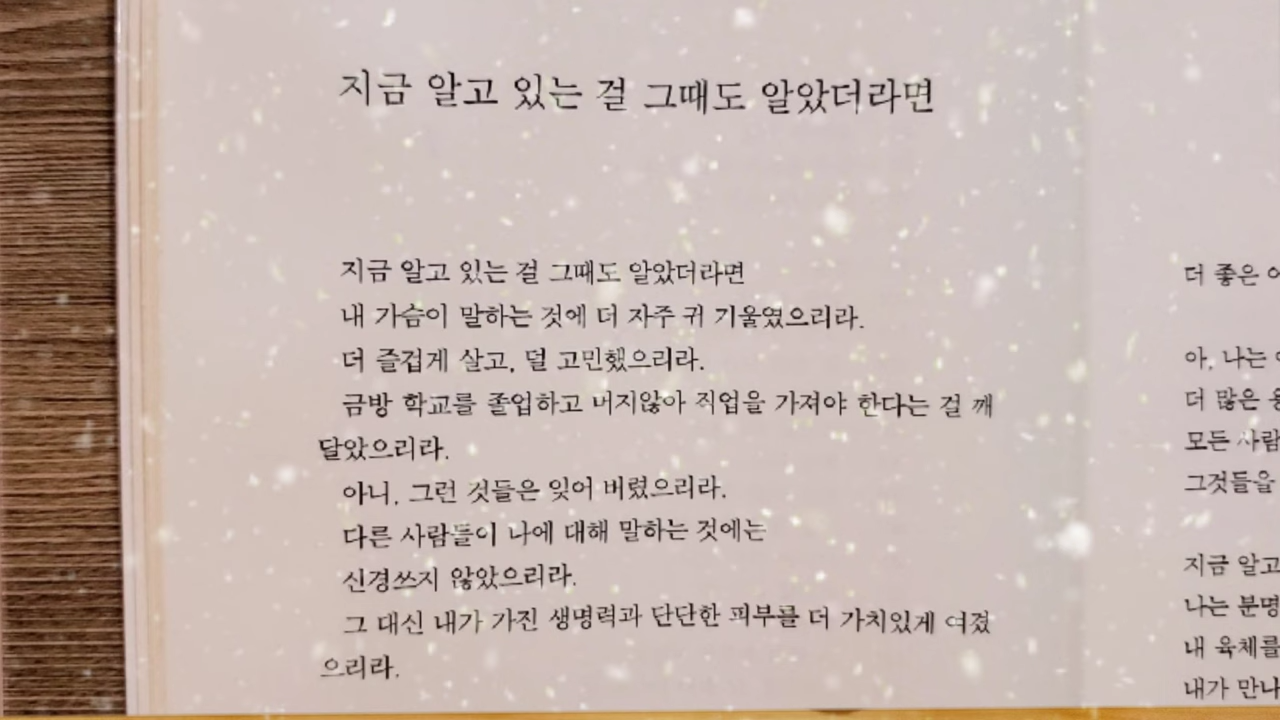 지금 알고 있는 걸 그때도 알았더라면
지금 알고 있는 걸 그때도 알았더라면
내 가슴이 말하는 것에 더 자주 귀 기울였으리라.
더 즐겁게 살고, 덜 고민했으리라.
금방 학교를 졸업하고 머지않아 직업을 가져야 한다는 걸 깨
달았으리라.
아니, 그런 것들은 잊어 버렸으리라.
다른 사람들이 나에 대해 말하는 것에는
신경쓰지 않았으리라.
그 대신 내가 가진 생명력과 단단한 피부를 더 가치있게 여겼
으리라.
더 좋은
아, 나는
더 많은
모든 사람
그것들을
지금 알고
나는 분명
내 육체를
내가 만나